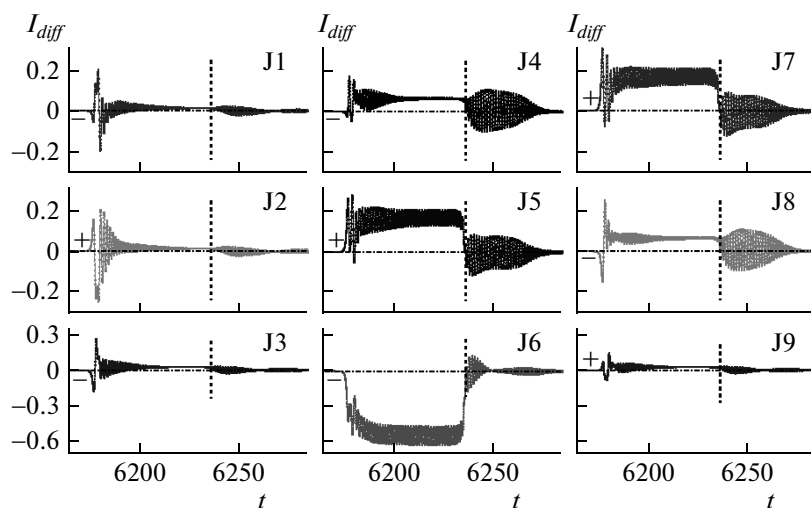 I_diff I_diff I_diff
0.2 J1 J4 J7
− − +
0
−0.2
0.2 J2 J5 J8
+ + −
0
−0.2
0.3 J3 J6 J9
− − +
0
−0.3
−0.6
6200 6250 6200 6250 6200 6250
t t t